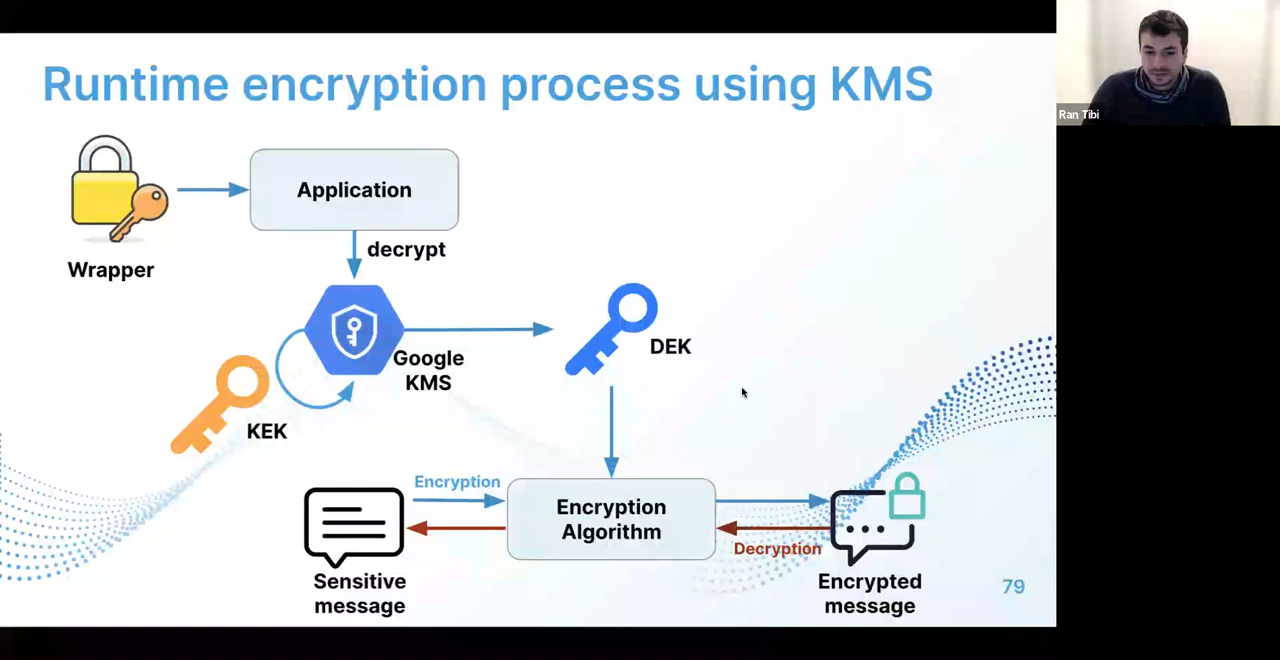 Runtime encryption process using KMS
Ran Tibi
Wrapper
Application
decrypt
Google
KMS
DEK
KEK
Encryption
Encryption
Algorithm
Decryption
Sensitive
message
Encrypted
message
79